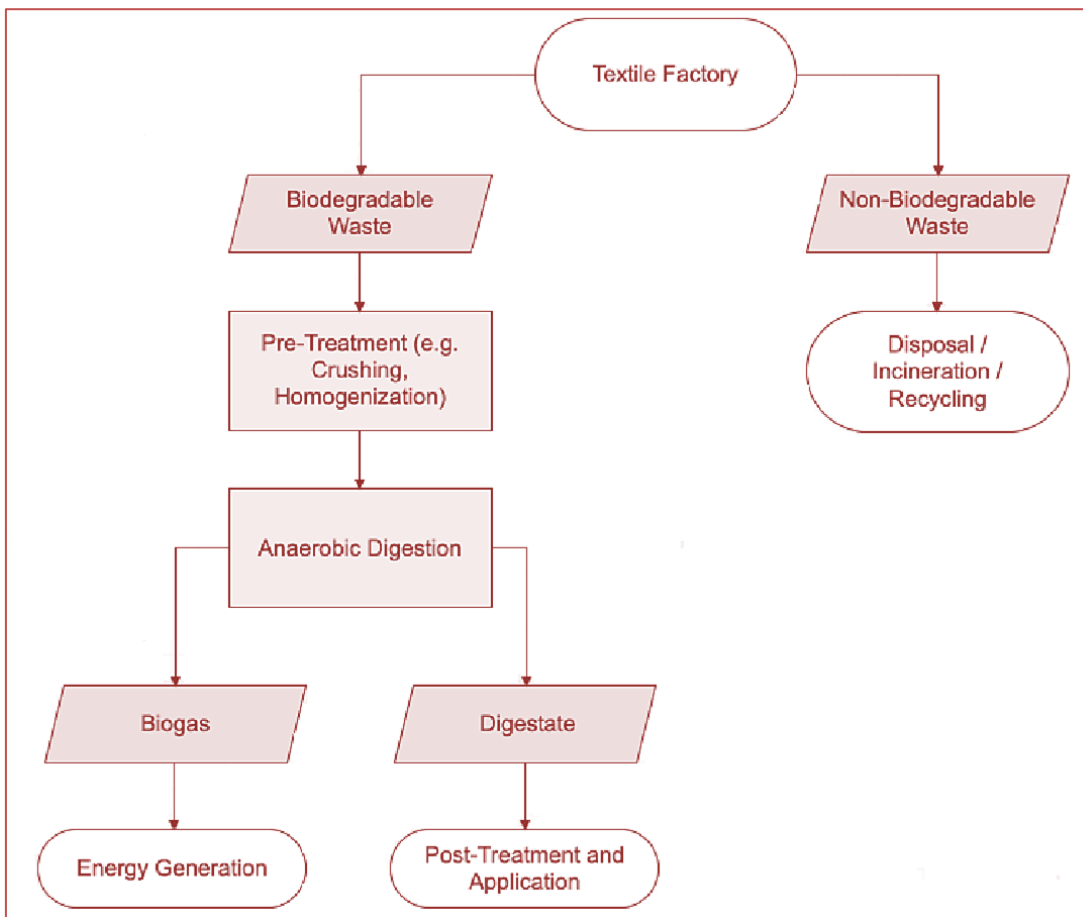 Textile Factory
Biodegradable
Waste
Non-Biodegradable
Waste
Pre-Treatment (e.g.
Crushing,
Homogenization)
Disposal /
Incineration /
Recycling
Anaerobic Digestion
Biogas
Digestate
Energy Generation
Post-Treatment and
Application